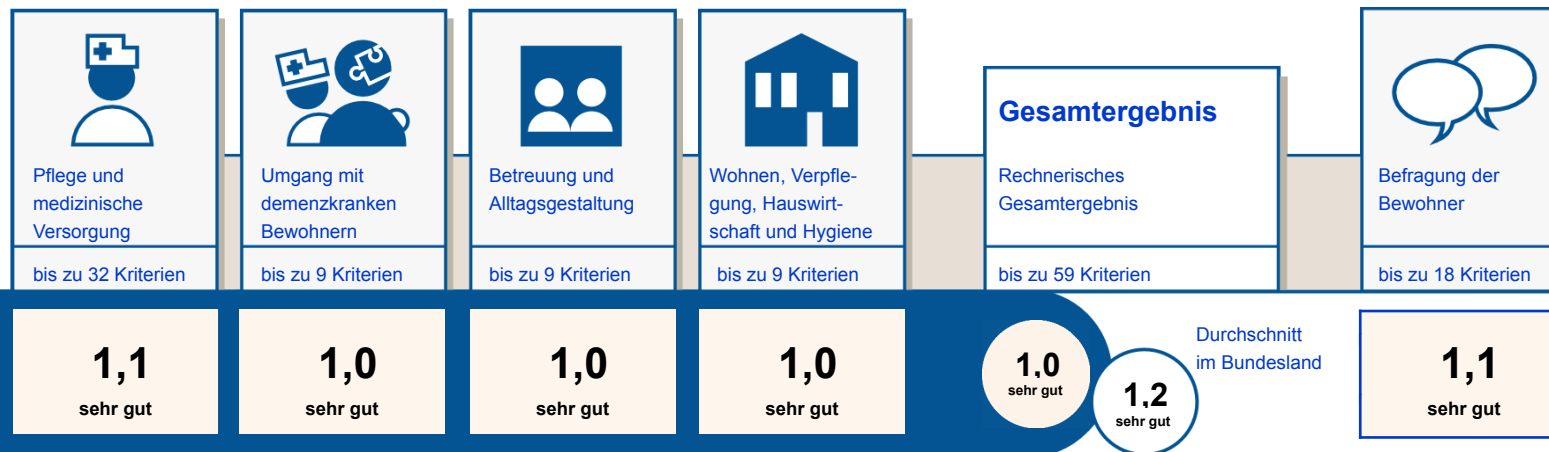 Pflege und
medizinische
Versorgung
bis zu 32 Kriterien
1,1
sehr gut
Umgang mit
demenzkranken
Bewohnern
bis zu 9 Kriterien
1,0
sehr gut
Betreuung und
Alltagsgestaltung
bis zu 9 Kriterien
1,0
sehr gut
Wohnen, Verpfle-
gung, Hauswirt-
schaft und Hygiene
bis zu 9 Kriterien
1,0
sehr gut
Gesamtergebnis
Rechnerisches
Gesamtergebnis
bis zu 59 Kriterien
1,0
sehr gut
1,2
sehr gut
Durchschnitt
im Bundesland
Befragung der
Bewohner
bis zu 18 Kriterien
1,1
sehr gut